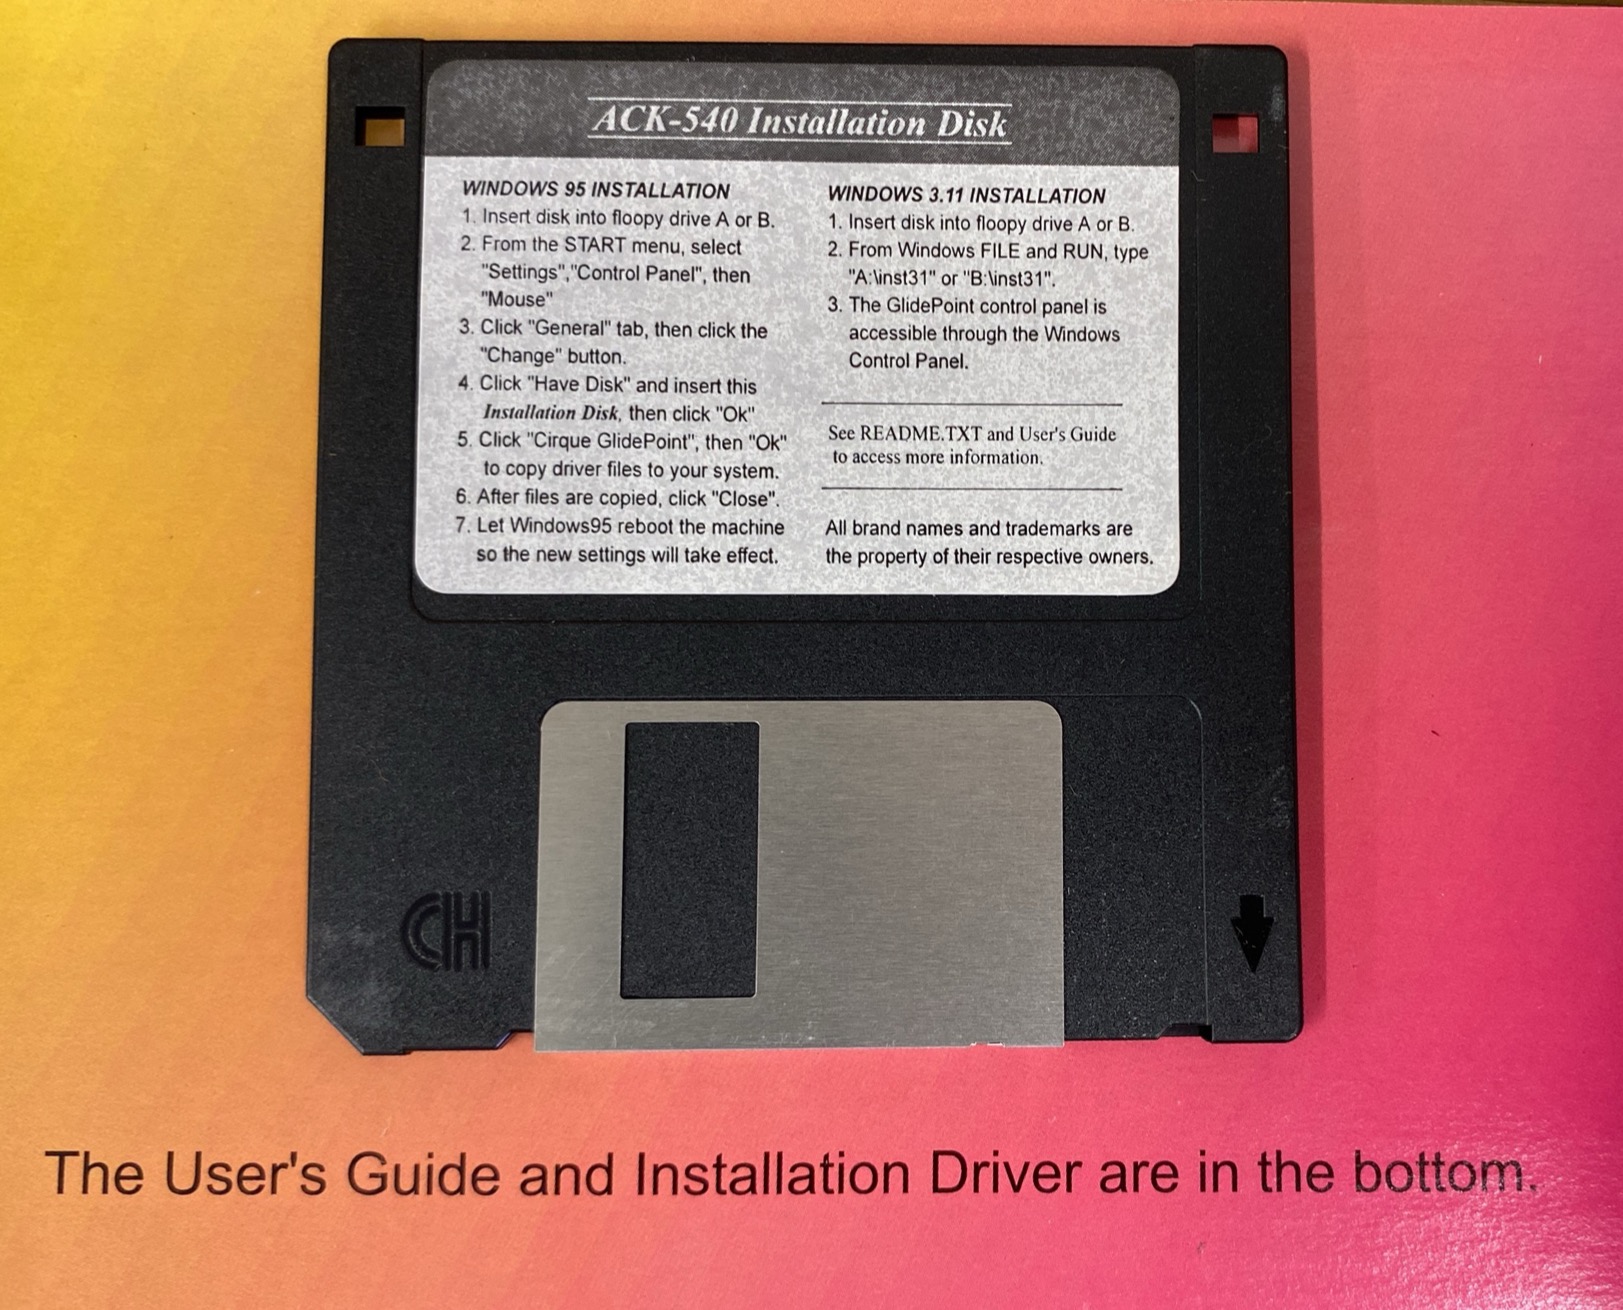 ACK-540 Installation Disk
WINDOWS 95 INSTALLATION
1. Insert disk into floopy drive A or B.
2. From the START menu, select
"Settings","Control Panel", then
"Mouse"
3. Click "General" tab, then click the
"Change" button.
4. Click "Have Disk" and insert this
Installation Disk, then click "Ok"
5. Click "Cirque GlidePoint", then "Ok"
to copy driver files to your system.
6. After files are copied, click "Close".
7. Let Windows95 reboot the machine
so the new settings will take effect.
WINDOWS 3.11 INSTALLATION
1. Insert disk into floopy drive A or B.
2. From Windows FILE and RUN, type
"A:\inst31" or "B:\inst31".
3. The GlidePoint control panel is
accessible through the Windows
Control Panel.
See README.TXT and User's Guide
to access more information.
All brand names and trademarks are
the property of their respective owners.
CH
The User's Guide and Installation Driver are in the bottom.